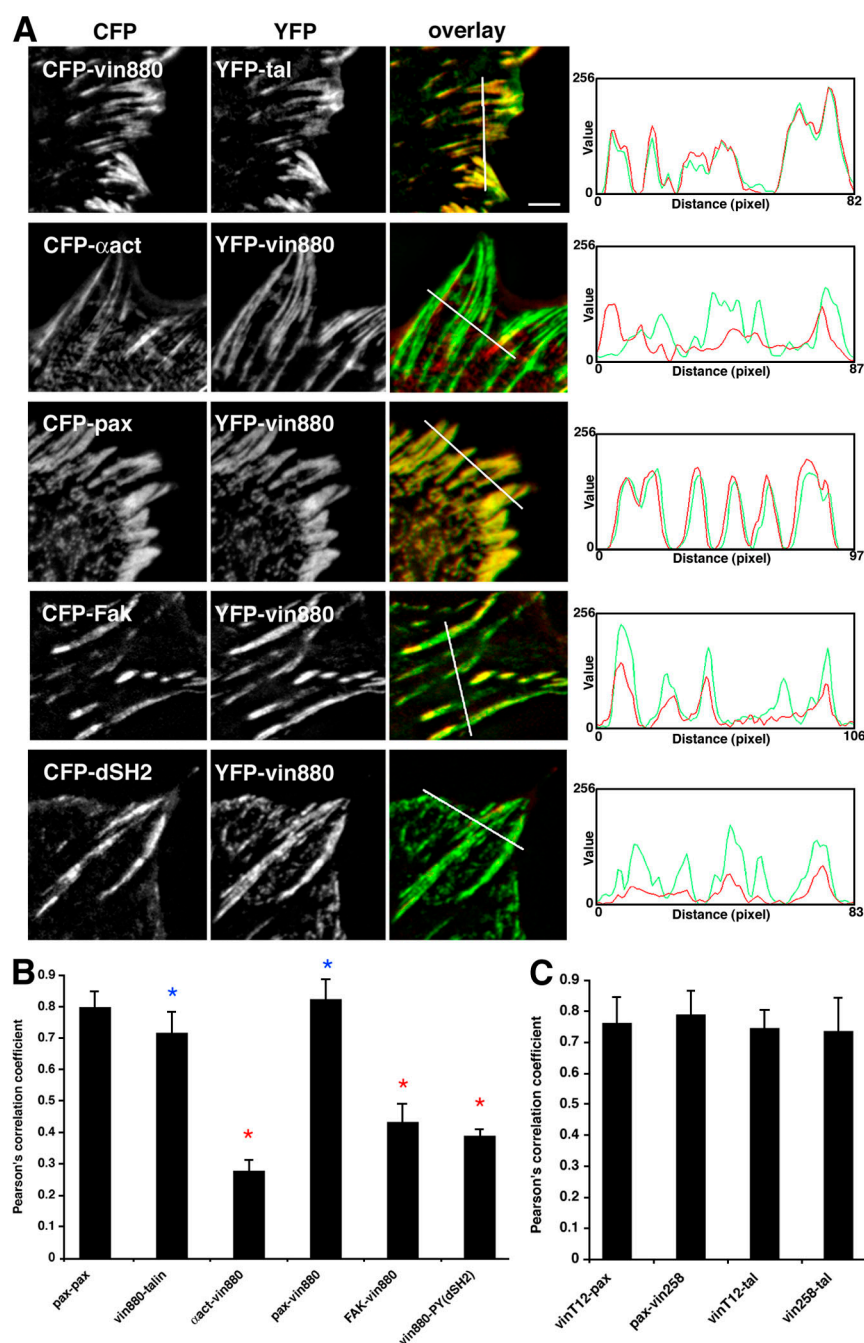 A
CFP YFP overlay
CFP-vin880 YFP-tal
256
Value
0 Distance (pixel) 82
CFP-αact YFP-vin880
256
Value
0 Distance (pixel) 87
CFP-pax YFP-vin880
256
Value
0 Distance (pixel) 97
CFP-Fak YFP-vin880
256
Value
0 Distance (pixel) 106
CFP-dSH2 YFP-vin880
256
Value
0 Distance (pixel) 83
B
Pearson's correlation coefficient
0.9
0.8
0.7
0.6
0.5
0.4
0.3
0.2
0.1
0
* * * * *
pax-pax
vin880-talin
αact-vin880
pax-vin880
FAK-vin880
vin880-PY(dSH2)
C
Pearson's correlation coefficient
0.9
0.8
0.7
0.6
0.5
0.4
0.3
0.2
0.1
0
vinT12-pax
pax-vin258
vinT12-tal
vin258-tal